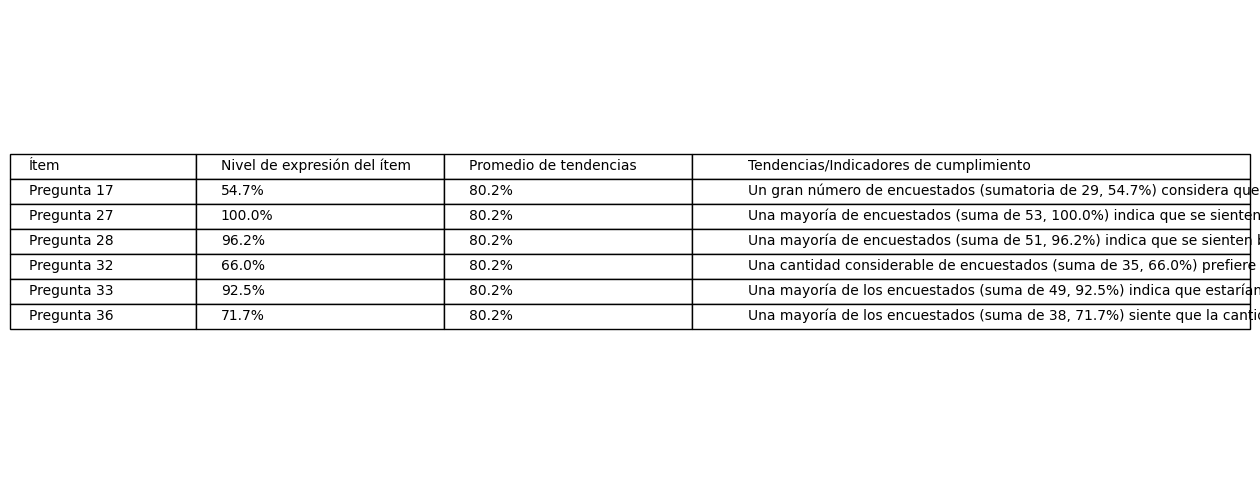 Ítem Nivel de expresión del ítem Promedio de tendencias Tendencias/Indicadores de cumplimiento
Pregunta 17 54.7% 80.2% Un gran número de encuestados (sumatoria de 29, 54.7%) considera que
Pregunta 27 100.0% 80.2% Una mayoría de encuestados (suma de 53, 100.0%) indica que se sienten
Pregunta 28 96.2% 80.2% Una mayoría de encuestados (suma de 51, 96.2%) indica que se sienten
Pregunta 32 66.0% 80.2% Una cantidad considerable de encuestados (suma de 35, 66.0%) prefiere
Pregunta 33 92.5% 80.2% Una mayoría de los encuestados (suma de 49, 92.5%) indica que estarían
Pregunta 36 71.7% 80.2% Una mayoría de los encuestados (suma de 38, 71.7%) siente que la